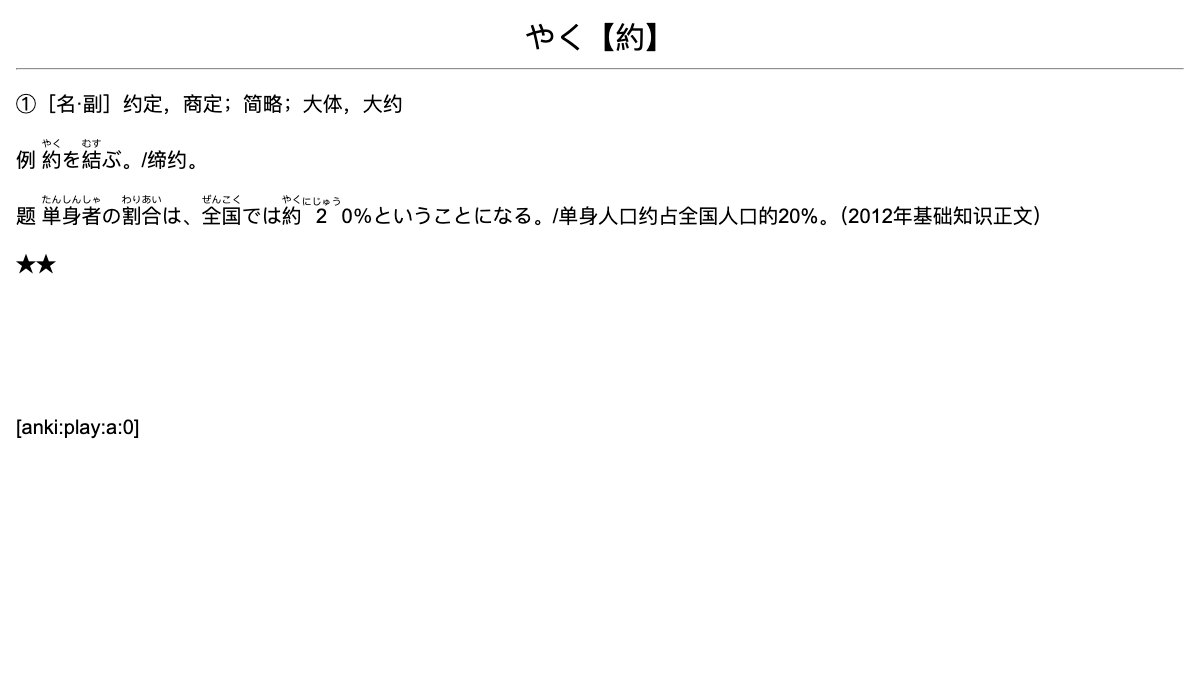 やく【約】
①［名·副］约定，商定；简略；大体，大约
やく むす
例 約を結ぶ。/缔约。
たんしんしゃ わりあい ぜんこく やくにじゅう
题 単身者の割合は、全国では約２0％ということになる。/单身人口约占全国人口的20%。（2012年基础知识正文）
★★
[anki:play:a:0]